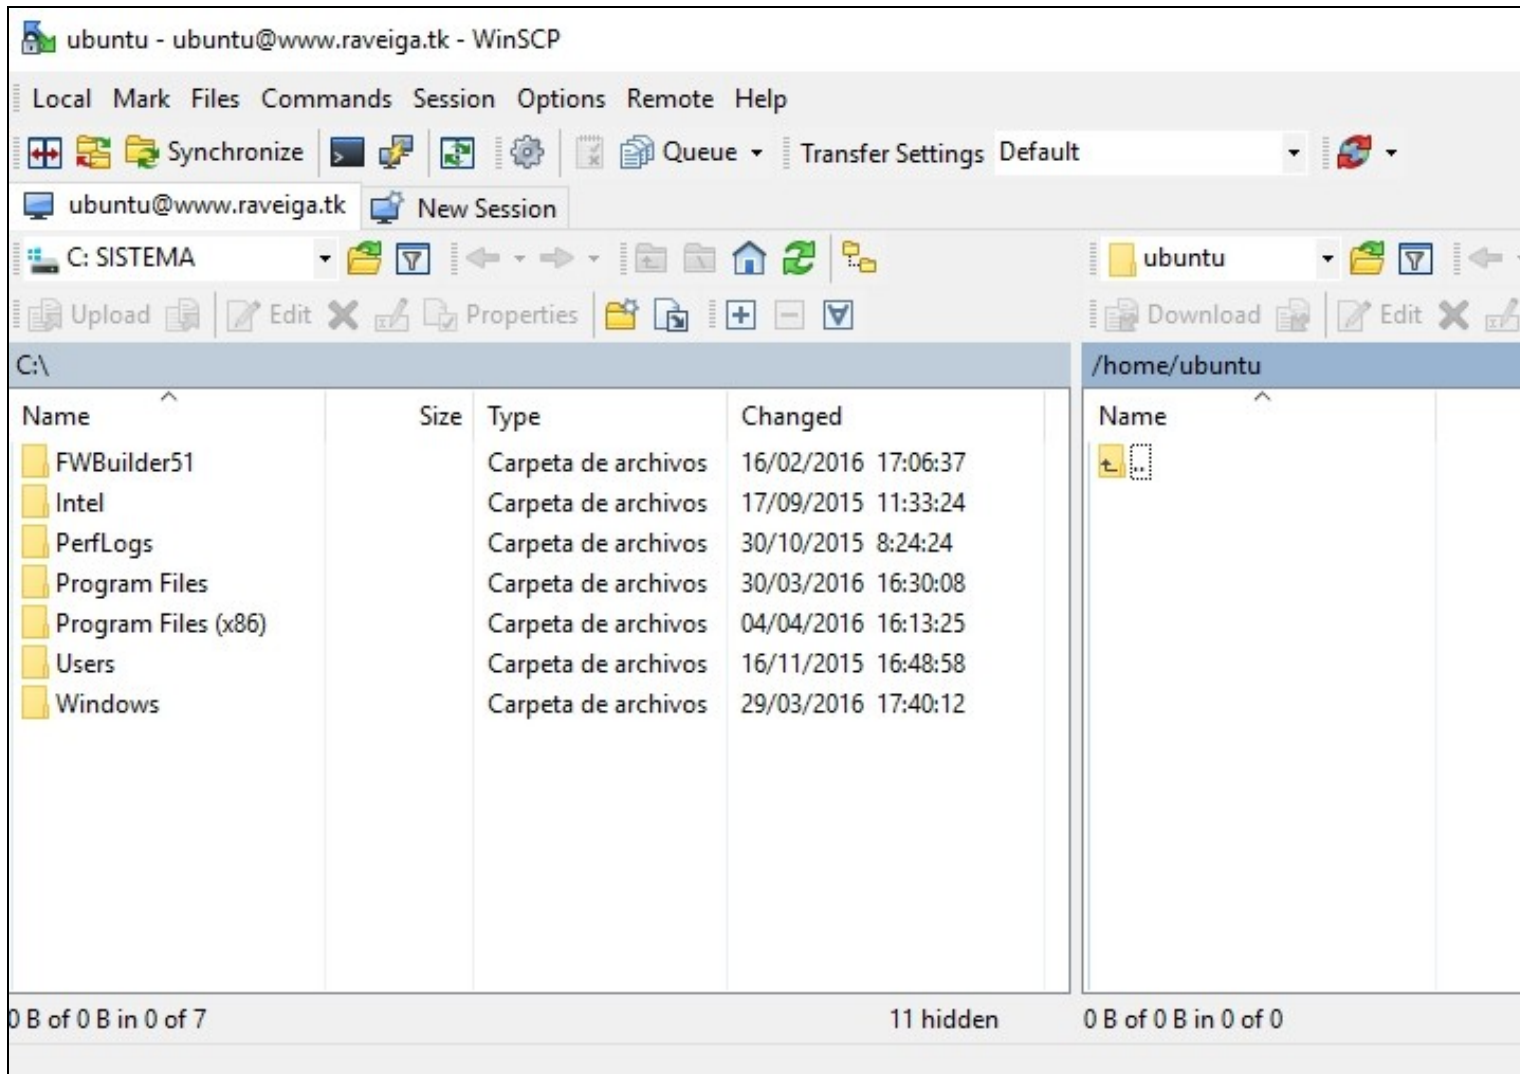 ubuntu - ubuntu@www.raveiga.tk - WinSCP
Local Mark Files Commands Session Options Remote Help
Synchronize Queue Transfer Settings Default
ubuntu@www.raveiga.tk New Session
C: SISTEMA ubuntu
Upload Edit Properties Download Edit
C:\ /home/ubuntu
Name Size Type Changed Name
FWBuilder51 Carpeta de archivos 16/02/2016 17:06:37 ..
Intel Carpeta de archivos 17/09/2015 11:33:24
PerfLogs Carpeta de archivos 30/10/2015 8:24:24
Program Files Carpeta de archivos 30/03/2016 16:30:08
Program Files (x86) Carpeta de archivos 04/04/2016 16:13:25
Users Carpeta de archivos 16/11/2015 16:48:58
Windows Carpeta de archivos 29/03/2016 17:40:12
0 B of 0 B in 0 of 7 11 hidden 0 B of 0 B in 0 of 0